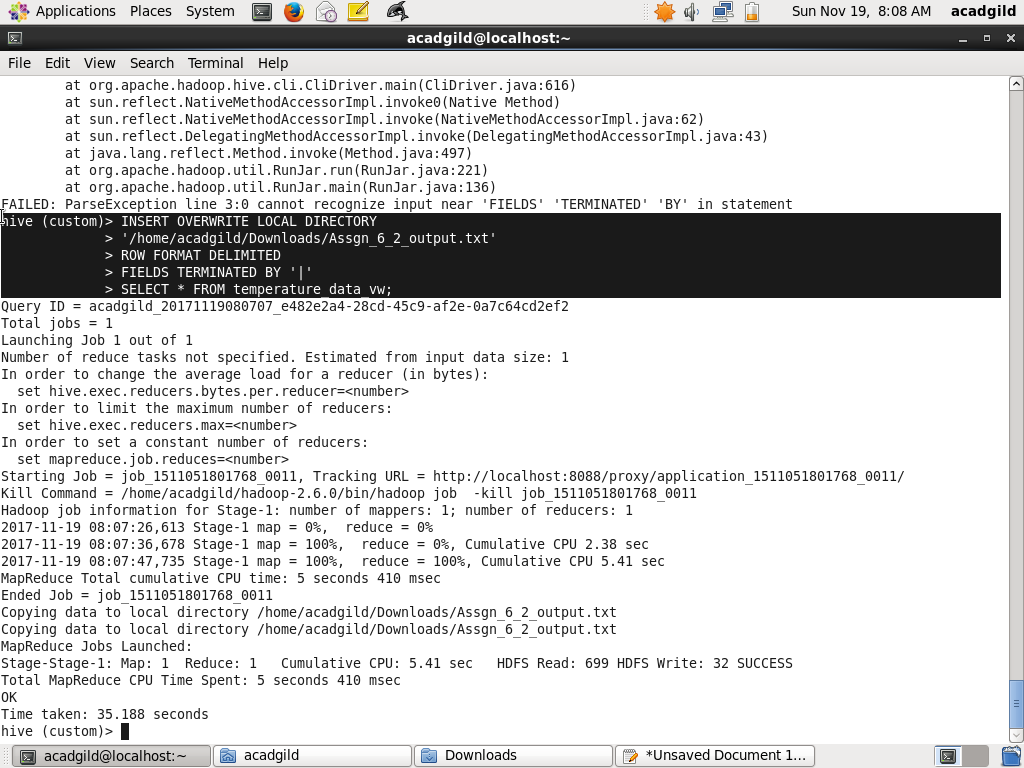 Applications Places System
Sun Nov 19, 8:08 AM acadgild
acadgild@localhost:~
File Edit View Search Terminal Help
at org.apache.hadoop.hive.cli.CliDriver.main(CliDriver.java:616)
at sun.reflect.NativeMethodAccessorImpl.invoke0(Native Method)
at sun.reflect.NativeMethodAccessorImpl.invoke(NativeMethodAccessorImpl.java:62)
at sun.reflect.DelegatingMethodAccessorImpl.invoke(DelegatingMethodAccessorImpl.java:43)
at java.lang.reflect.Method.invoke(Method.java:497)
at org.apache.hadoop.util.RunJar.run(RunJar.java:221)
at org.apache.hadoop.util.RunJar.main(RunJar.java:136)
FAILED: ParseException line 3:0 cannot recognize input near 'FIELDS' 'TERMINATED' 'BY' in statement
hive (custom)> INSERT OVERWRITE LOCAL DIRECTORY
> '/home/acadgild/Downloads/Assgn_6_2_output.txt'
> ROW FORMAT DELIMITED
> FIELDS TERMINATED BY '|'
> SELECT * FROM temperature_data_vw;
Query ID = acadgild_20171119080707_e482e2a4-28cd-45c9-af2e-0a7c64cd2ef2
Total jobs = 1
Launching Job 1 out of 1
Number of reduce tasks not specified. Estimated from input data size: 1
In order to change the average load for a reducer (in bytes):
set hive.exec.reducers.bytes.per.reducer=<number>
In order to limit the maximum number of reducers:
set hive.exec.reducers.max=<number>
In order to set a constant number of reducers:
set mapreduce.job.reduces=<number>
Starting Job = job_1511051801768_0011, Tracking URL = http://localhost:8088/proxy/application_1511051801768_0011/
Kill Command = /home/acadgild/hadoop-2.6.0/bin/hadoop job  -kill job_1511051801768_0011
Hadoop job information for Stage-1: number of mappers: 1; number of reducers: 1
2017-11-19 08:07:26,613 Stage-1 map = 0%,  reduce = 0%
2017-11-19 08:07:36,678 Stage-1 map = 100%,  reduce = 0%, Cumulative CPU 2.38 sec
2017-11-19 08:07:47,735 Stage-1 map = 100%,  reduce = 100%, Cumulative CPU 5.41 sec
MapReduce Total cumulative CPU time: 5 seconds 410 msec
Ended Job = job_1511051801768_0011
Copying data to local directory /home/acadgild/Downloads/Assgn_6_2_output.txt
Copying data to local directory /home/acadgild/Downloads/Assgn_6_2_output.txt
MapReduce Jobs Launched:
Stage-Stage-1: Map: 1  Reduce: 1   Cumulative CPU: 5.41 sec   HDFS Read: 699 HDFS Write: 32 SUCCESS
Total MapReduce CPU Time Spent: 5 seconds 410 msec
OK
Time taken: 35.188 seconds
hive (custom)>
acadgild@localhost:~ acadgild Downloads *Unsaved Document 1...